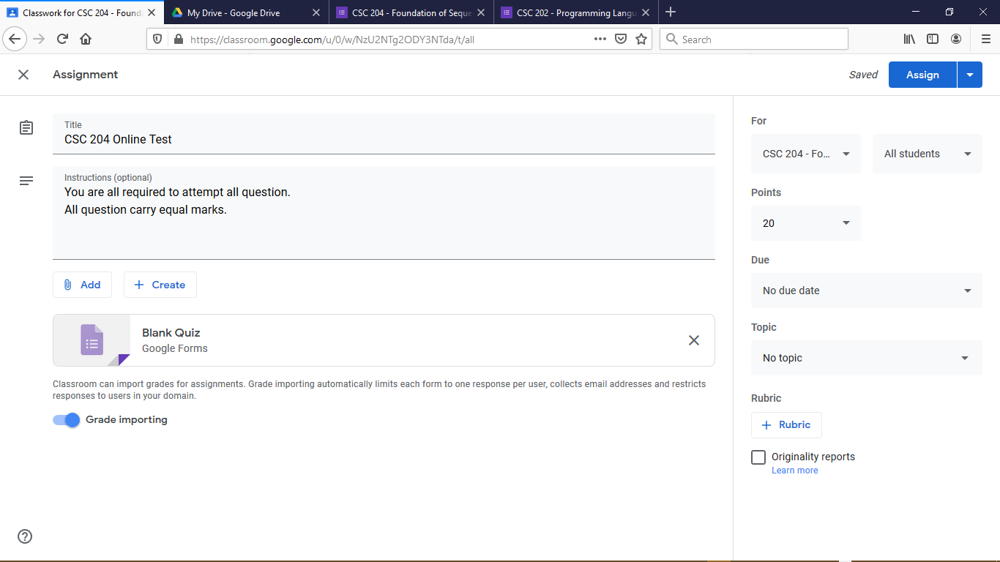 Classwork for CSC 204 - Found
My Drive - Google Drive
CSC 204 - Foundation of Seque
CSC 202 - Programming Langu
https://classroom.google.com/u/0/w/NzU2NTg2ODY3NTda/t/all
Search
Assignment
Saved
Assign
Title
CSC 204 Online Test
Instructions (optional)
You are all required to attempt all question.
All question carry equal marks.
Add
Create
Blank Quiz
Google Forms
Classroom can import grades for assignments. Grade importing automatically limits each form to one response per user, collects email addresses and restricts
responses to users in your domain.
Grade importing
For
CSC 204 - Fo...
All students
Points
20
Due
No due date
Topic
No topic
Rubric
Rubric
Originality reports
Learn more